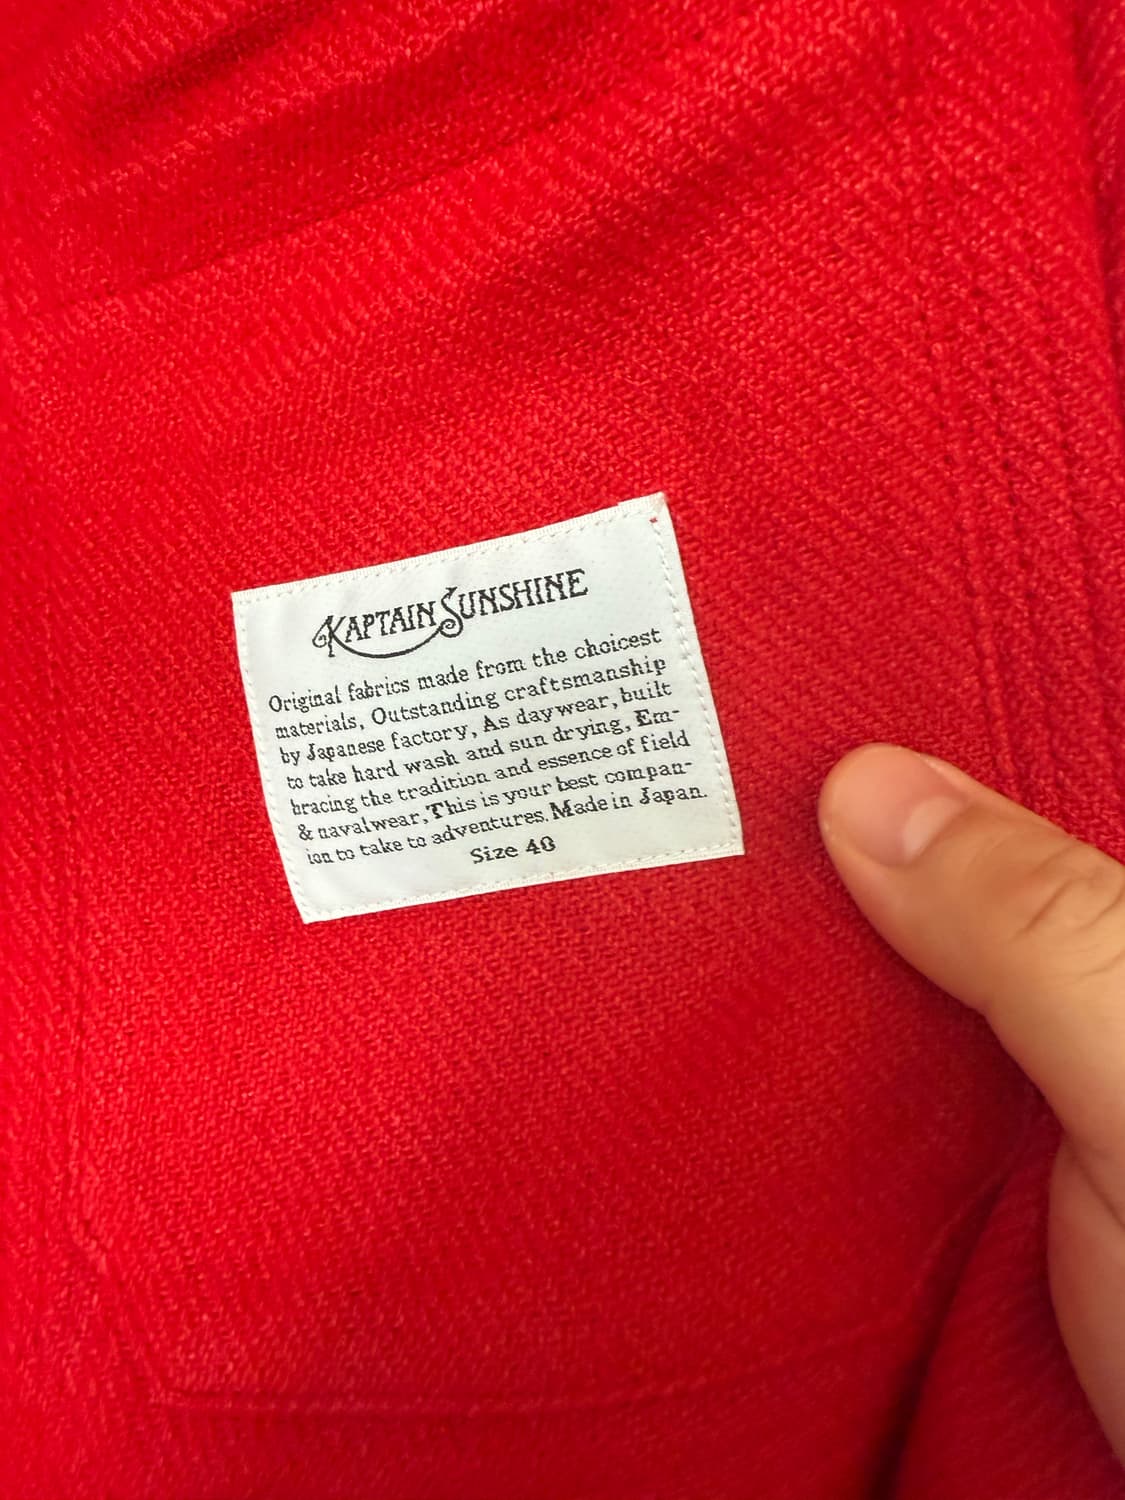 KAPTAIN SUNSHINE
Original fabrics made from the choicest
materials, Outstanding craftsmanship
by Japanese factory, As daywear, built
to take hard wash and sun drying, Em-
bracing the tradition and essence of field
& navalwear, This is your best compan-
ion to take to adventures. Made in Japan.
Size 40